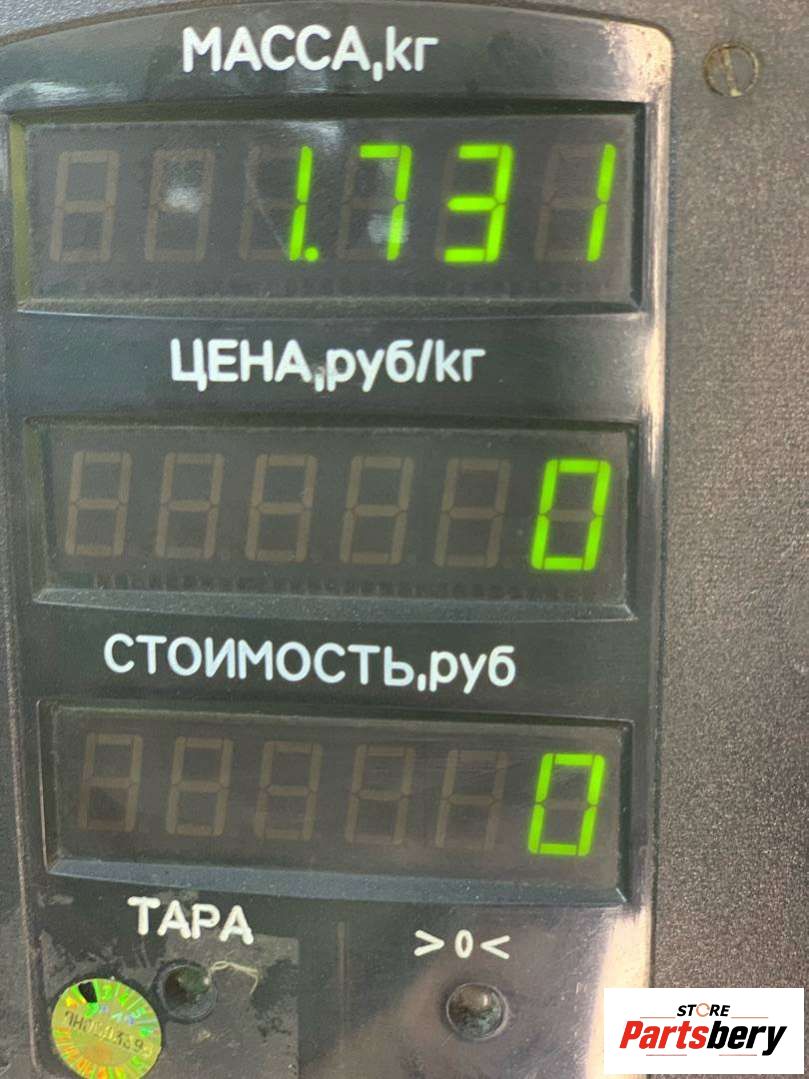 МАССА,кг
1.731
ЦЕНА,руб/кг
0
СТОИМОСТЬ,руб
0
ТАРА
>0<
STORE
Partsbery